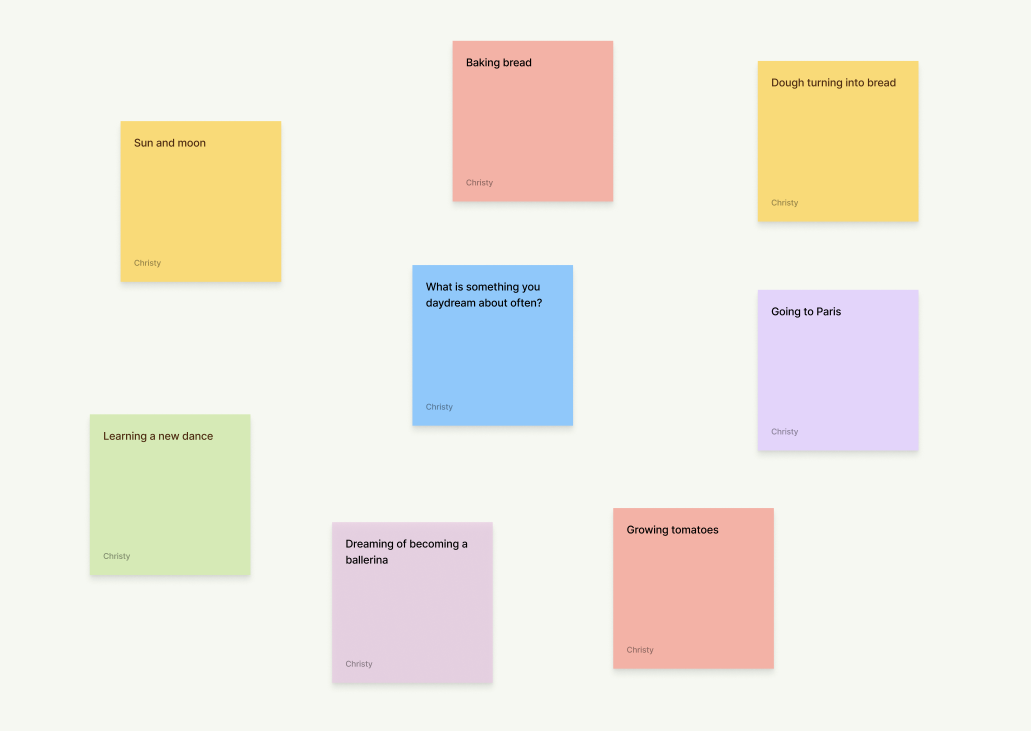 Baking bread
Christy
Dough turning into bread
Christy
Sun and moon
Christy
What is something you
daydream about often?
Christy
Going to Paris
Christy
Learning a new dance
Christy
Dreaming of becoming a
ballerina
Christy
Growing tomatoes
Christy